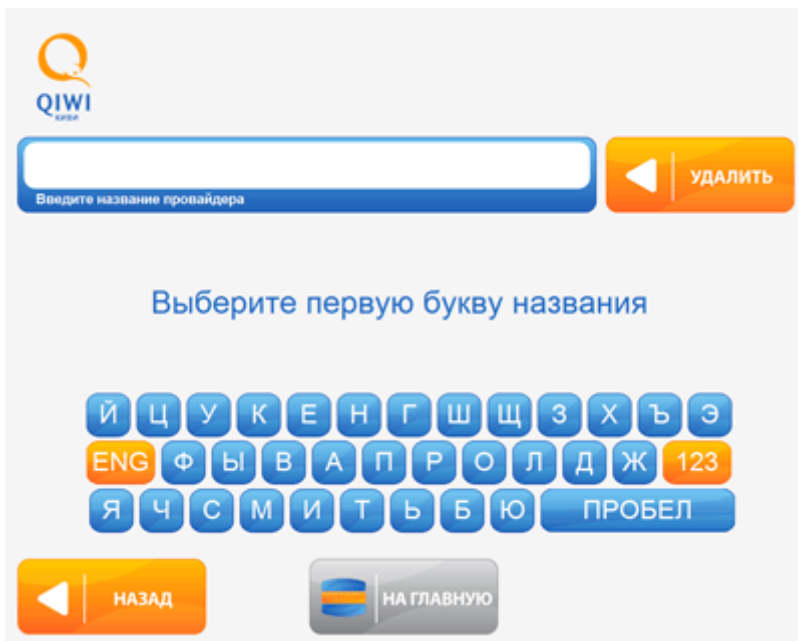 QIWI
КИВИ
УДАЛИТЬ
Введите название провайдера
Выберите первую букву названия
Й Ц У К Е Н Г Ш Щ З Х Ъ Э
ENG Ф Ы В А П Р О Л Д Ж 123
Я Ч С М И Т Ь Б Ю ПРОБЕЛ
НАЗАД
НА ГЛАВНУЮ